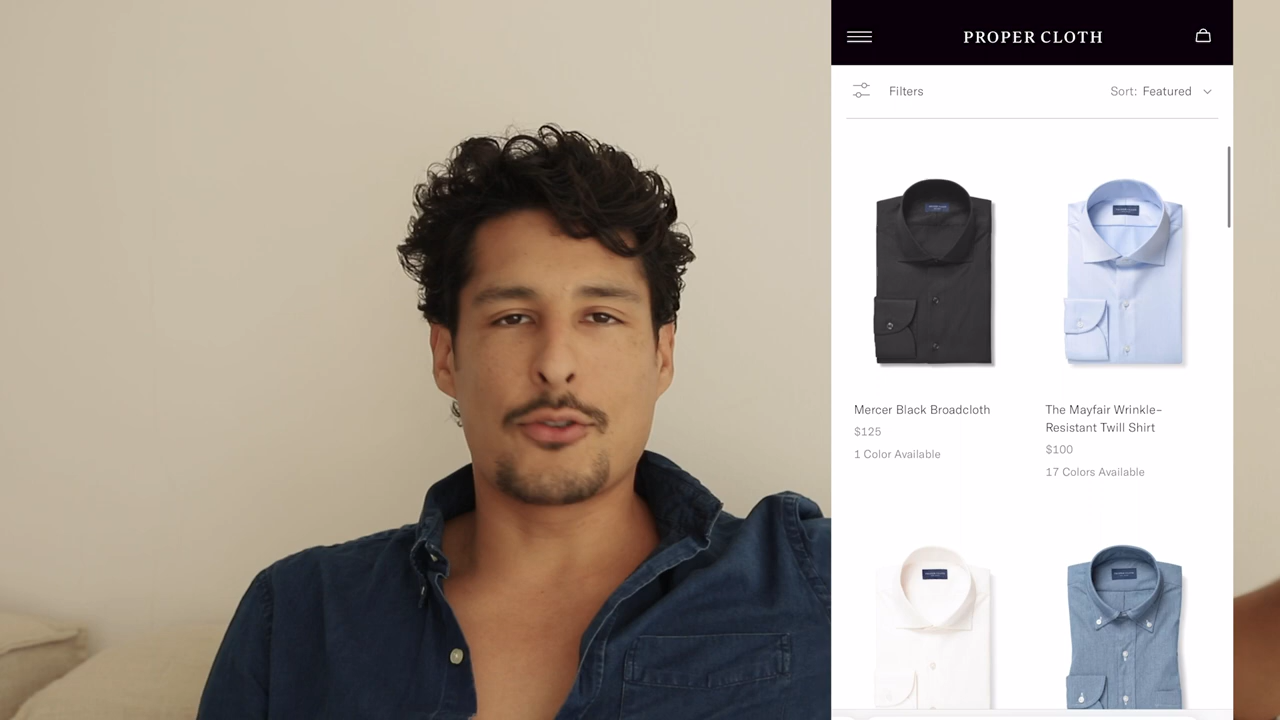 PROPER CLOTH
Filters
Sort: Featured
Mercer Black Broadcloth
$125
1 Color Available
The Mayfair Wrinkle-
Resistant Twill Shirt
$100
17 Colors Available